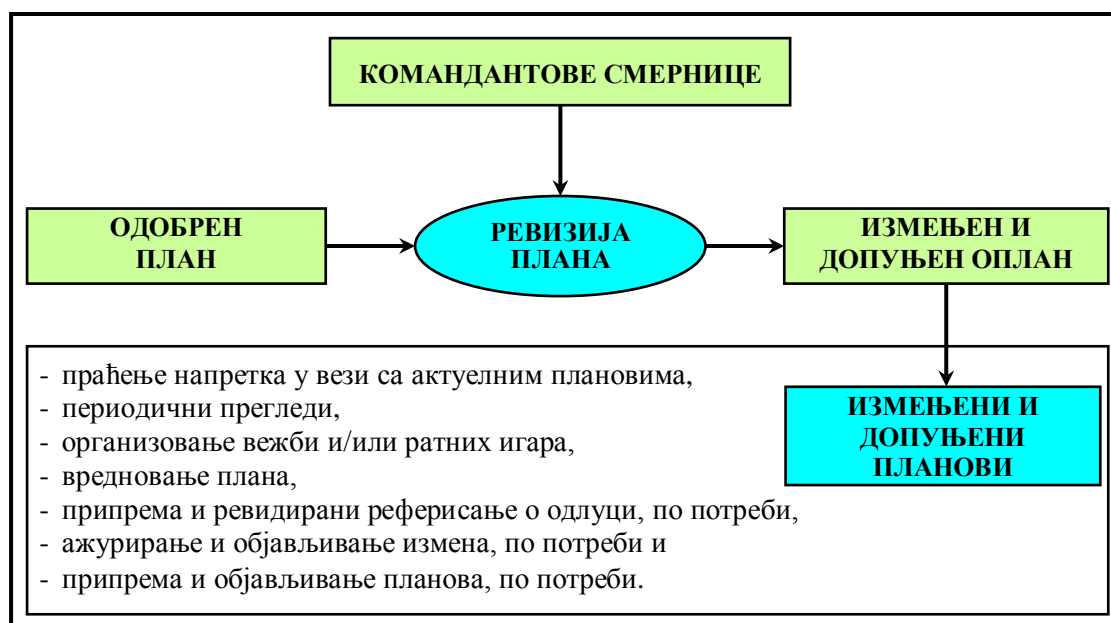 КОМАНДАНТОВЕ СМЕРНИЦЕ
ОДОБРЕН
ПЛАН
РЕВИЗИЈА
ПЛАНА
ИЗМЕЊЕН И
ДОПУЊЕН ОПЛАН
- праћење напретка у вези са актуелним плановима,
- периодични прегледи,
- организовање вежби и/или ратних игара,
- вредновање плана,
- припрема и ревидирани реферисање о одлуци, по потреби,
- ажурирање и објављивање измена, по потреби и
- припрема и објављивање планова, по потреби.
ИЗМЕЊЕНИ И
ДОПУЊЕНИ
ПЛАНОВИ